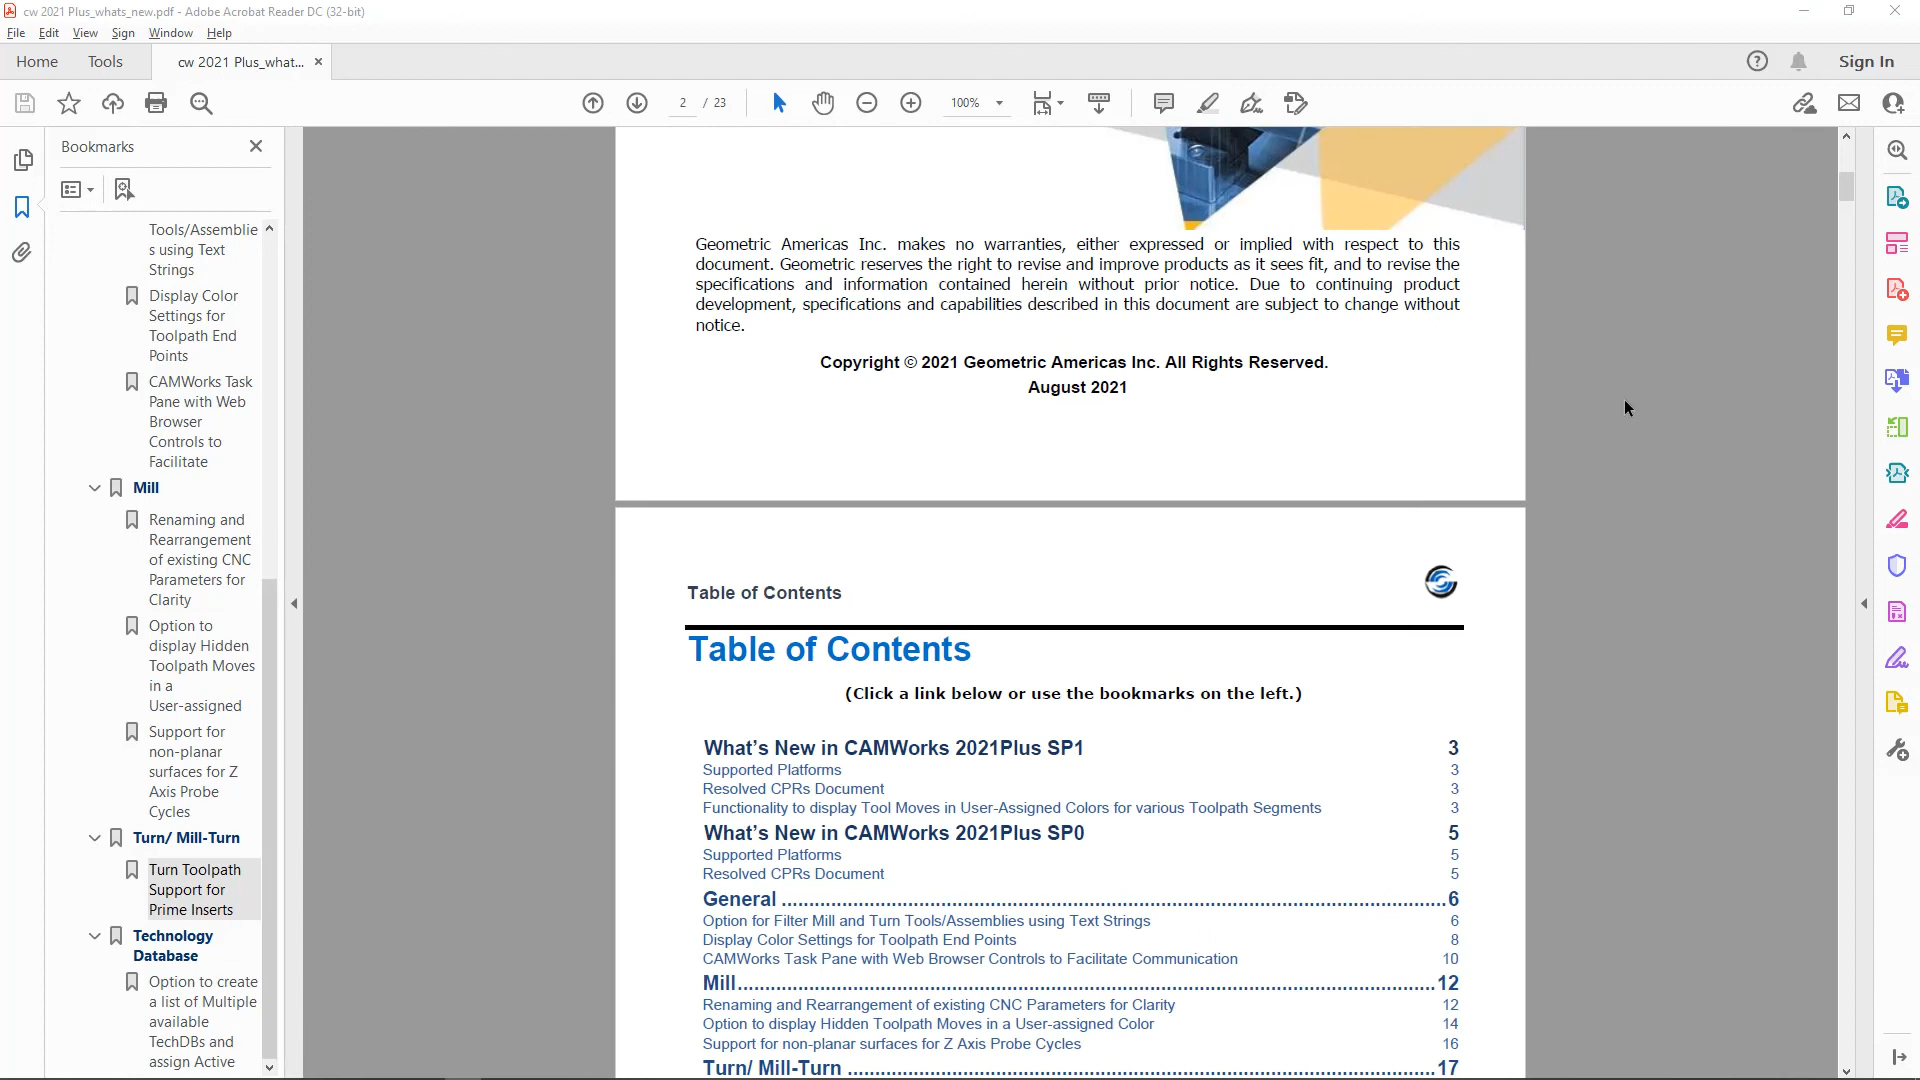 cw 2021 Plus_whats_new.pdf - Adobe Acrobat Reader DC (32-bit)
File Edit View Sign Window Help
Home Tools cw 2021 Plus_what... × Sign In
2 / 23 100%
Bookmarks
Tools/Assemblie
s using Text
Strings
Display Color
Settings for
Toolpath End
Points
CAMWorks Task
Pane with Web
Browser
Controls to
Facilitate
Mill
Renaming and
Rearrangement
of existing CNC
Parameters for
Clarity
Option to
display Hidden
Toolpath Moves
in a
User-assigned
Support for
non-planar
surfaces for Z
Axis Probe
Cycles
Turn/ Mill-Turn
Turn Toolpath
Support for
Prime Inserts
Technology
Database
Option to create
a list of Multiple
available
TechDBs and
assign Active
Geometric Americas Inc. makes no warranties, either expressed or implied with respect to this
document. Geometric reserves the right to revise and improve products as it sees fit, and to revise the
specifications and information contained herein without prior notice. Due to continuing product
development, specifications and capabilities described in this document are subject to change without
notice.
Copyright © 2021 Geometric Americas Inc. All Rights Reserved.
August 2021
Table of Contents
Table of Contents
(Click a link below or use the bookmarks on the left.)
What's New in CAMWorks 2021Plus SP1 3
Supported Platforms 3
Resolved CPRs Document 3
Functionality to display Tool Moves in User-Assigned Colors for various Toolpath Segments 3
What's New in CAMWorks 2021Plus SP0 5
Supported Platforms 5
Resolved CPRs Document 5
General ........................................................................................................ 6
Option for Filter Mill and Turn Tools/Assemblies using Text Strings 6
Display Color Settings for Toolpath End Points 8
CAMWorks Task Pane with Web Browser Controls to Facilitate Communication 10
Mill.............................................................................................................. 12
Renaming and Rearrangement of existing CNC Parameters for Clarity 12
Option to display Hidden Toolpath Moves in a User-assigned Color 14
Support for non-planar surfaces for Z Axis Probe Cycles 16
Turn/ Mill-Turn ............................................................................................. 17